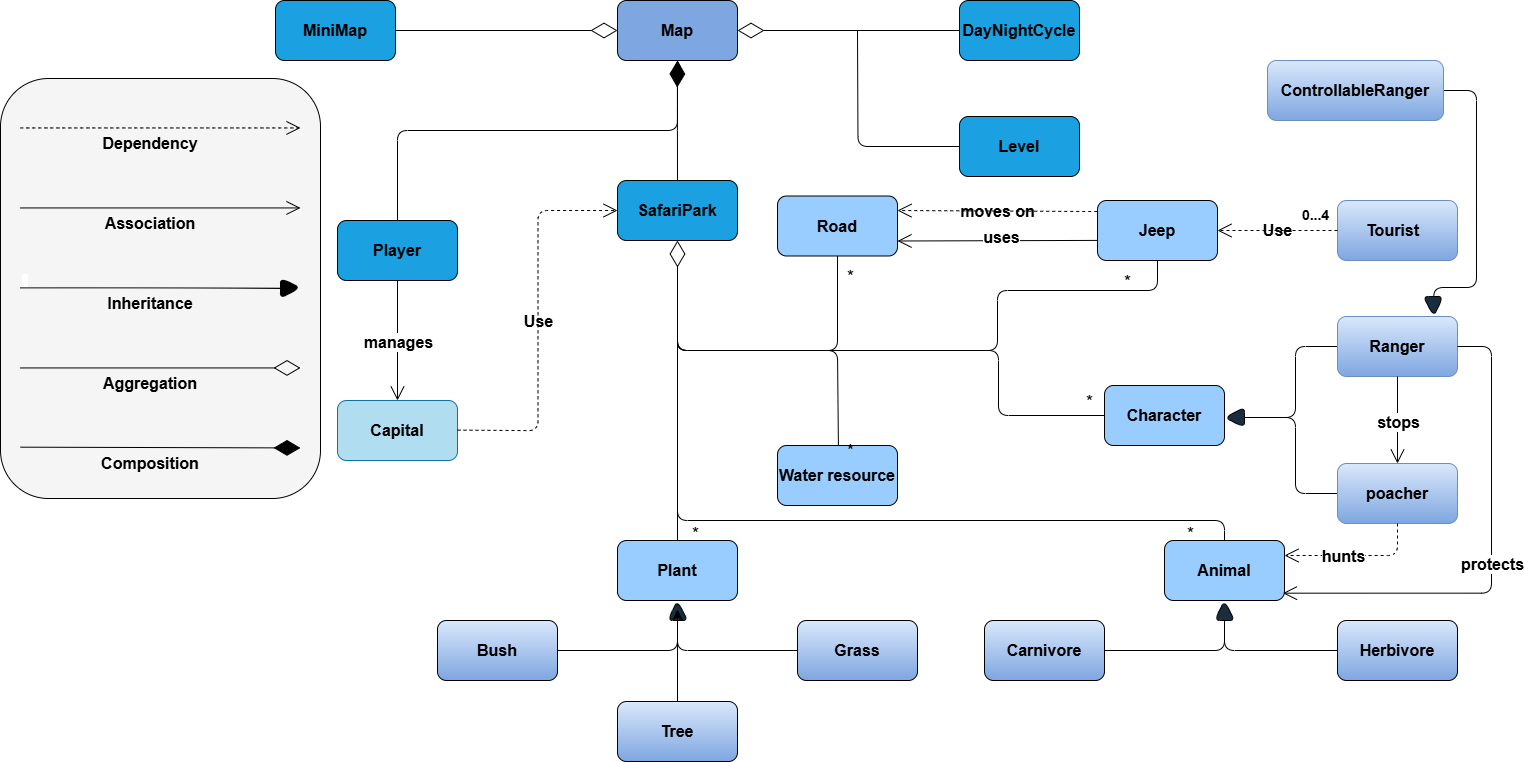 MiniMap
Map
DayNightCycle
ControllableRanger
Dependency
Level
Association
SafariPark
Road
moves on
uses
Jeep
0...4
Use
Tourist
Player
*
*
Inheritance
Use
manages
Ranger
Aggregation
*
Character
stops
Capital
Composition
*
Water resource
poacher
*
*
hunts
protects
Plant
Animal
Bush
Grass
Carnivore
Herbivore
Tree